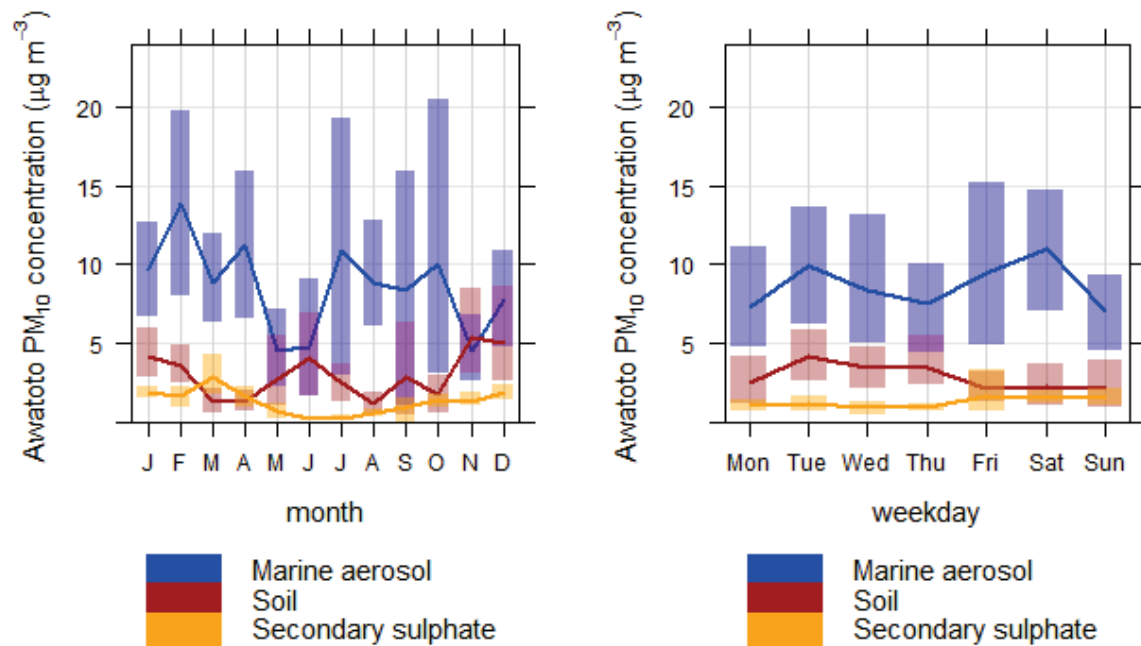 Awatoto PM₁₀ concentration (µg m⁻³)
20
15
10
5
J F M A M J J A S O N D
month
Marine aerosol
Soil
Secondary sulphate
Awatoto PM₁₀ concentration (µg m⁻³)
20
15
10
5
Mon Tue Wed Thu Fri Sat Sun
weekday
Marine aerosol
Soil
Secondary sulphate